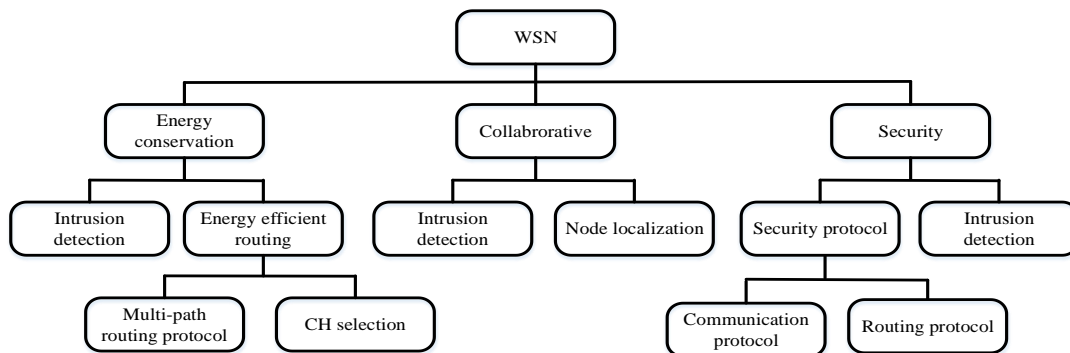 WSN
Energy
conservation
Collabrorative
Security
Intrusion
detection
Energy efficient
routing
Intrusion
detection
Node localization
Security protocol
Intrusion
detection
Multi-path
routing protocol
CH selection
Communication
protocol
Routing protocol